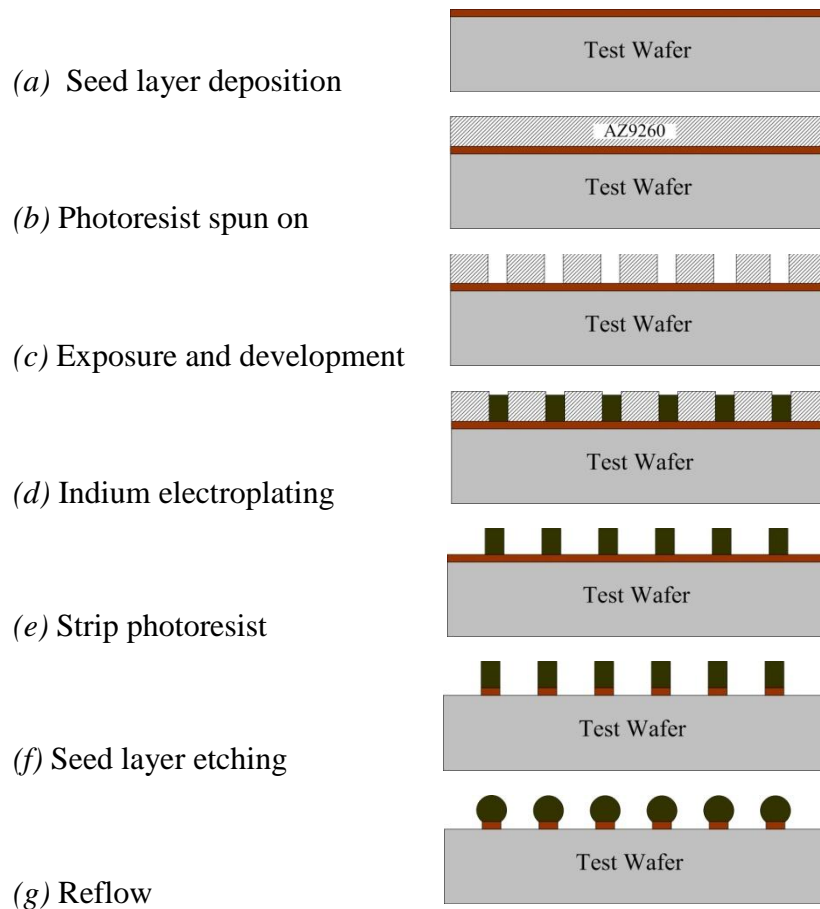 Test Wafer
(a) Seed layer deposition
AZ9260
Test Wafer
(b) Photoresist spun on
Test Wafer
(c) Exposure and development
Test Wafer
(d) Indium electroplating
Test Wafer
(e) Strip photoresist
Test Wafer
(f) Seed layer etching
Test Wafer
(g) Reflow